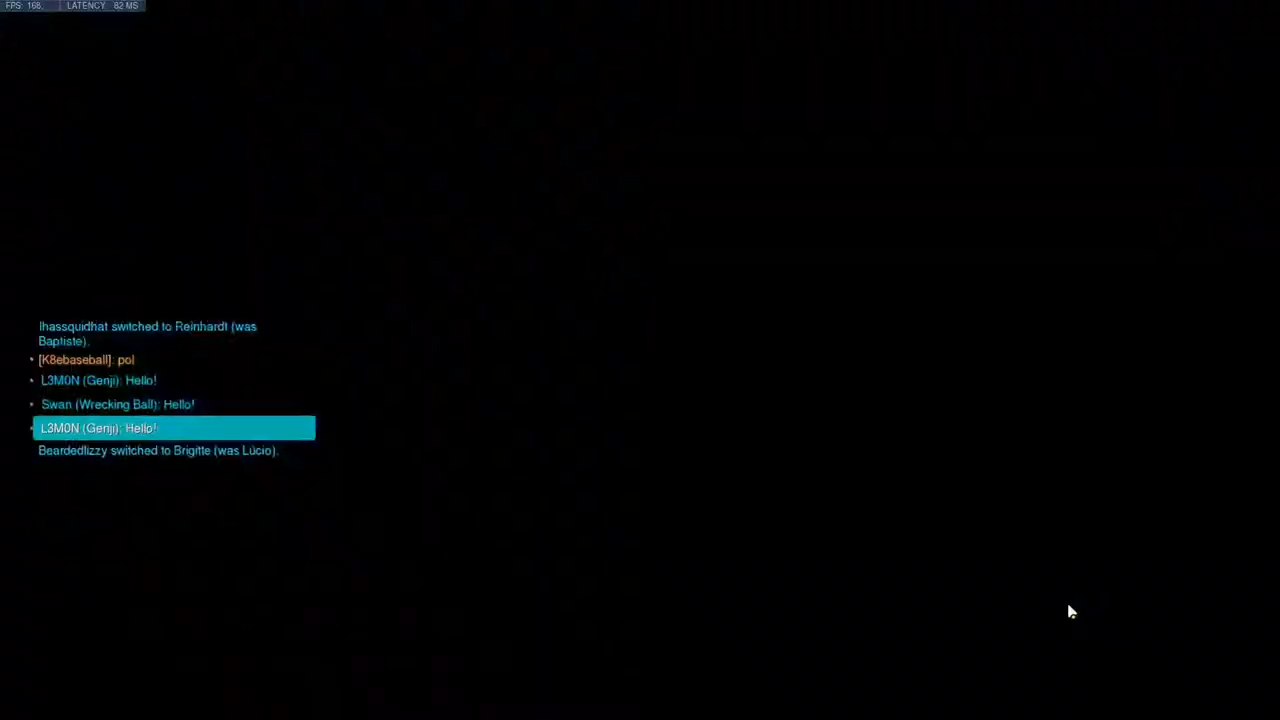 FPS: 168, LATENCY 82 MS
Ihassquidhat switched to Reinhardt (was
Baptiste).
[K8ebaseball]: pol
L3M0N (Genji): Hello!
Swan (Wrecking Ball): Hello!
L3M0N (Genji): Hello!
Beardedlizzy switched to Brigitte (was Lúcio).